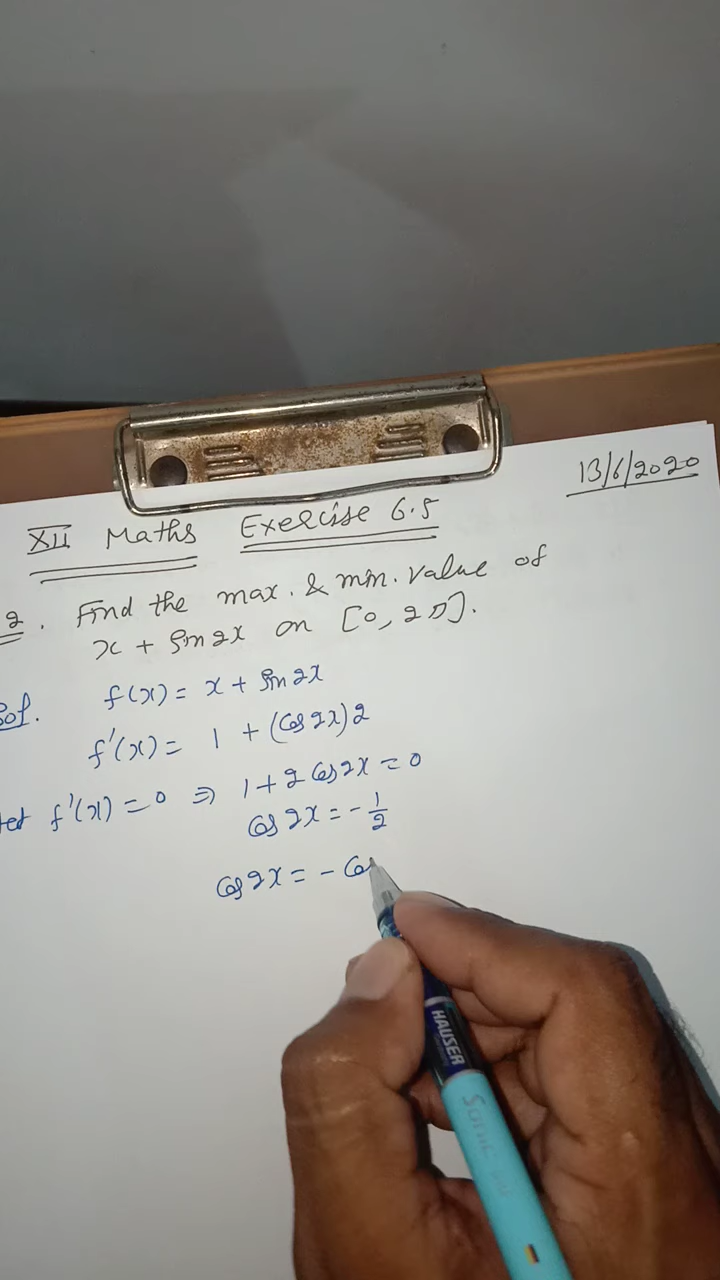 13/6/2020
XII Maths Exercise 6.5
2. Find the max. & min. value of
x + sin 2x on [0, 2π].
Sol. f(x) = x + sin 2x
f'(x) = 1 + (cos 2x) 2
f'(x) = 0 ⇒ 1 + 2 cos 2x = 0
cos 2x = - 1/2
cos 2x = - cos
HAUSER
Sonic